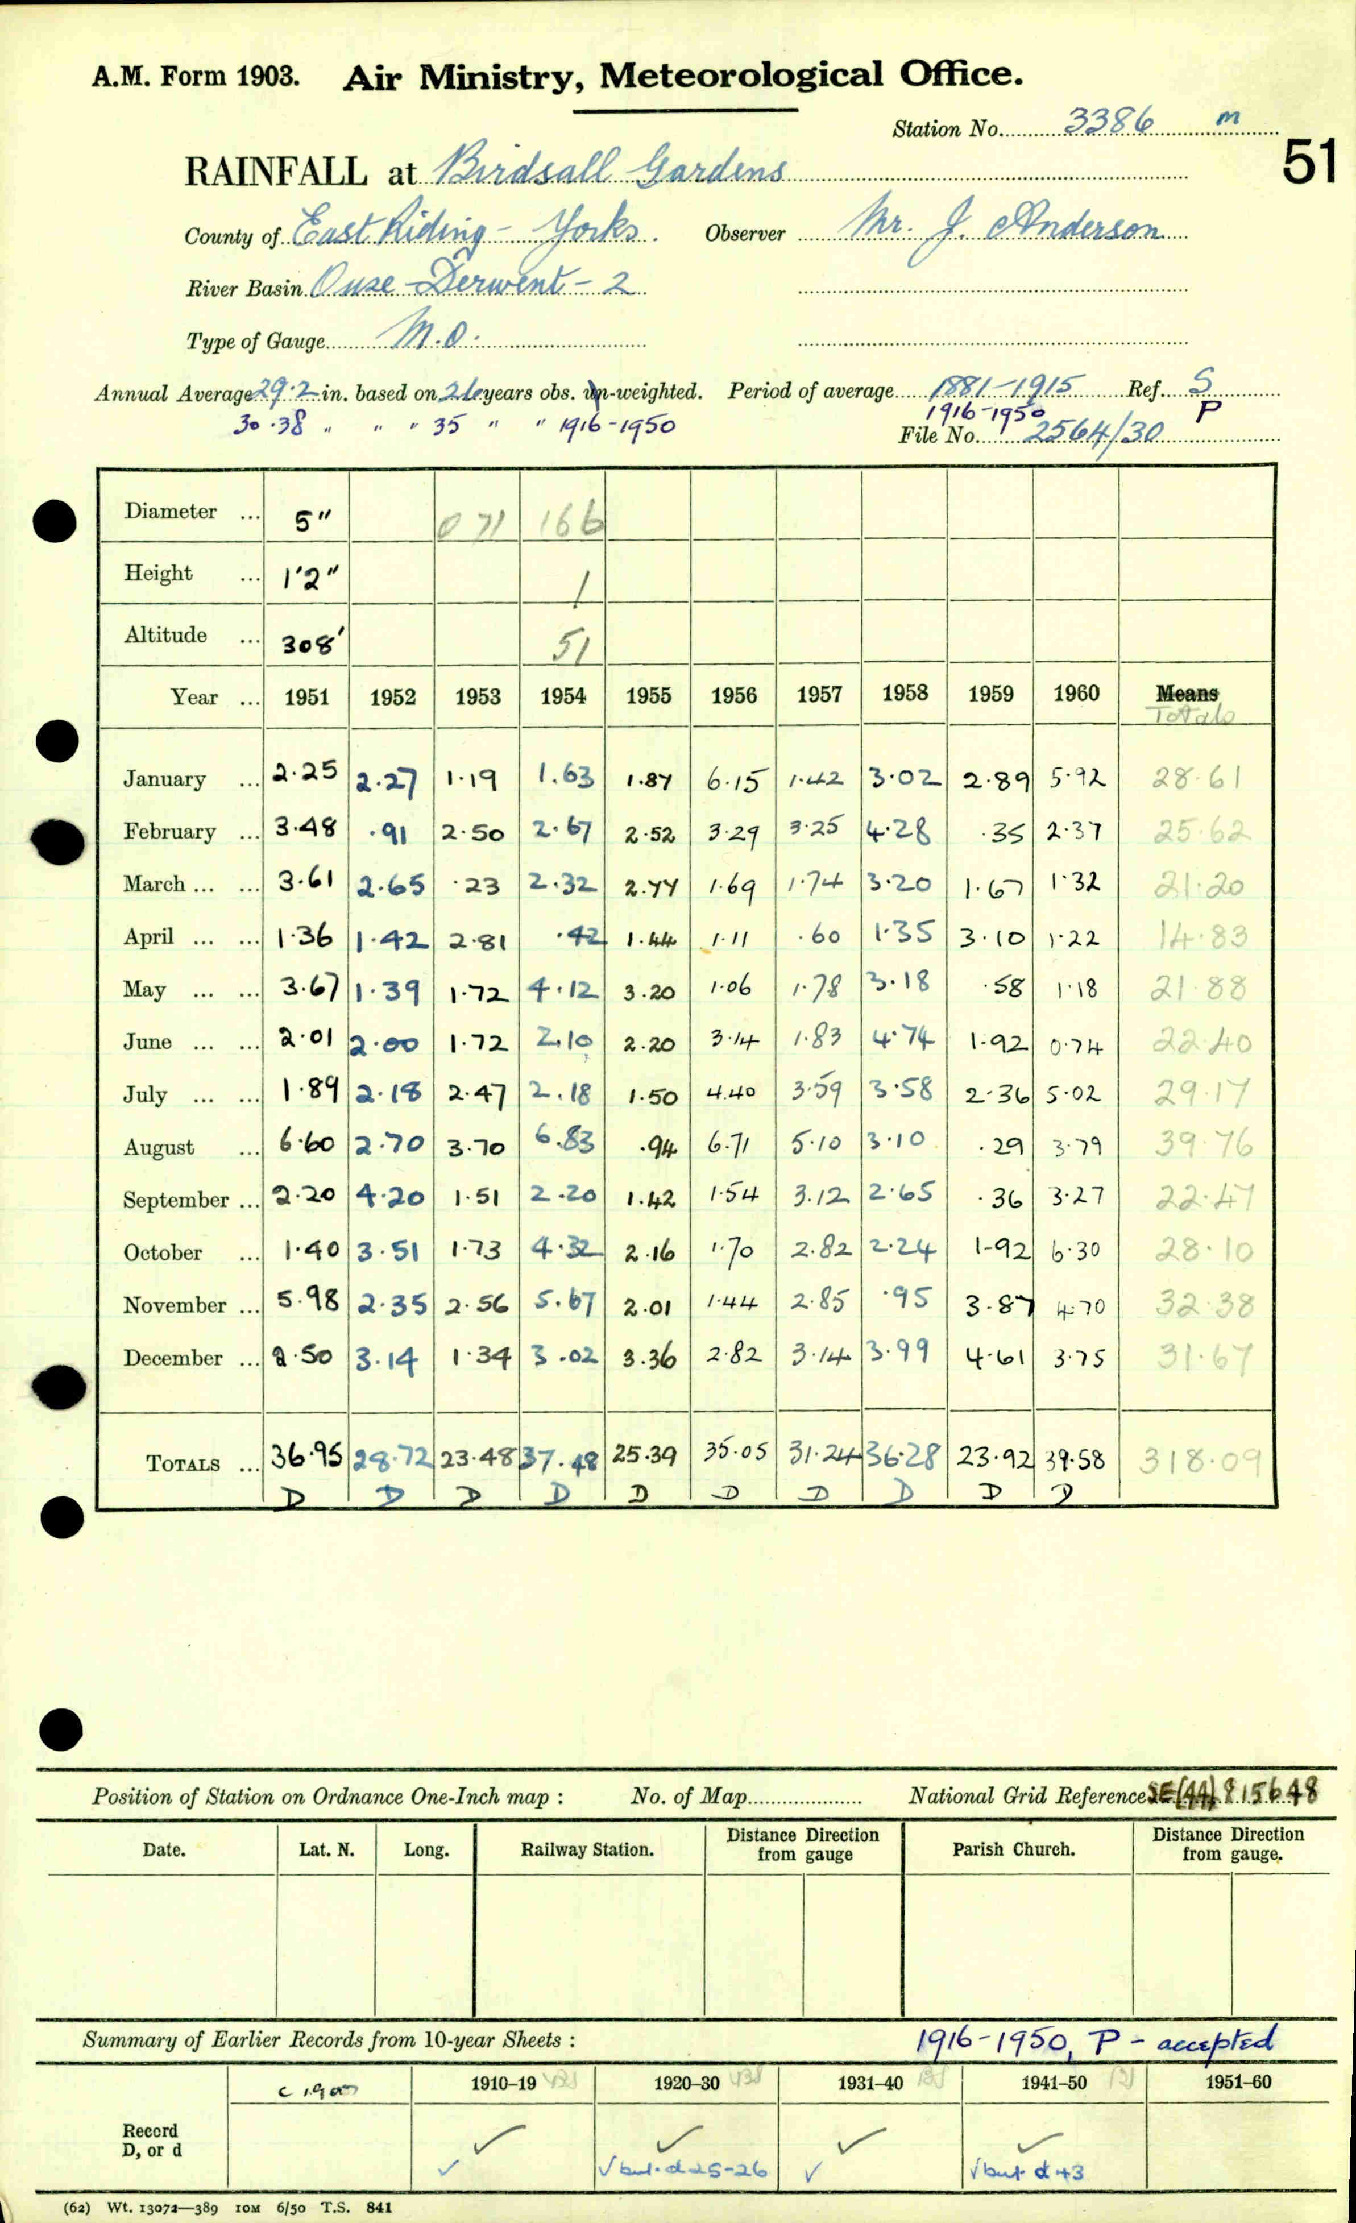 A.M. Form 1903. Air Ministry, Meteorological Office.
Station No. 3386 m
51
RAINFALL at Birdsall Gardens
County of East Riding - Yorks. Observer Mr. J. Anderson
River Basin Ouse - Derwent - 2
Type of Gauge M.O.
Annual Average 29.2 in. based on 26 years obs. un-weighted. Period of average 1881-1915 Ref. S
30.38 " " " 35 " " 1916-1950 1916-1950 P
File No. 2564/30
Diameter ... 5" 071 166
Height ... 1'2" 1
Altitude ... 308' 51
Year ... 1951 1952 1953 1954 1955 1956 1957 1958 1959 1960 Means
Totals
January ... 2.25 2.27 1.19 1.63 1.87 6.15 1.42 3.02 2.89 5.92 28.61
February ... 3.48 .91 2.50 2.67 2.52 3.29 3.25 4.28 .35 2.37 25.62
March ... ... 3.61 2.65 .23 2.32 2.77 1.69 1.74 3.20 1.67 1.32 21.20
April ... ... 1.36 1.42 2.81 .42 1.44 1.11 .60 1.35 3.10 1.22 14.83
May ... ... 3.67 1.39 1.72 4.12 3.20 1.06 1.78 3.18 .58 1.18 21.88
June ... ... 2.01 2.00 1.72 2.10 2.20 3.14 1.83 4.74 1.92 0.74 22.40
July ... ... 1.89 2.18 2.47 2.18 1.50 4.40 3.59 3.58 2.36 5.02 29.17
August ... 6.60 2.70 3.70 6.83 .94 6.71 5.10 3.10 .29 3.79 39.76
September ... 2.20 4.20 1.51 2.20 1.42 1.54 3.12 2.65 .36 3.27 22.47
October ... 1.40 3.51 1.73 4.32 2.16 1.70 2.82 2.24 1.92 6.30 28.10
November ... 5.98 2.35 2.56 5.67 2.01 1.44 2.85 .95 3.87 4.70 32.38
December ... 2.50 3.14 1.34 3.02 3.36 2.82 3.14 3.99 4.61 3.75 31.67
TOTALS ... 36.95 28.72 23.48 37.48 25.39 35.05 31.24 36.28 23.92 39.58 318.09
D D D D D D D D D D
Position of Station on Ordnance One-Inch map : No. of Map National Grid Reference SE(44) 815648
Date. Lat. N. Long. Railway Station. Distance from Direction gauge Parish Church. Distance from Direction gauge.
Summary of Earlier Records from 10-year Sheets : 1916-1950, P - accepted
c 1900 1910–19 1920–30 1931–40 1941–50 1951–60
Record
D, or d
✓ ✓ ✓ ✓
✓ √ but d 25-26 ✓ √ but d 43
(62) Wt. 13072—389 10M 6/50 T.S. 841